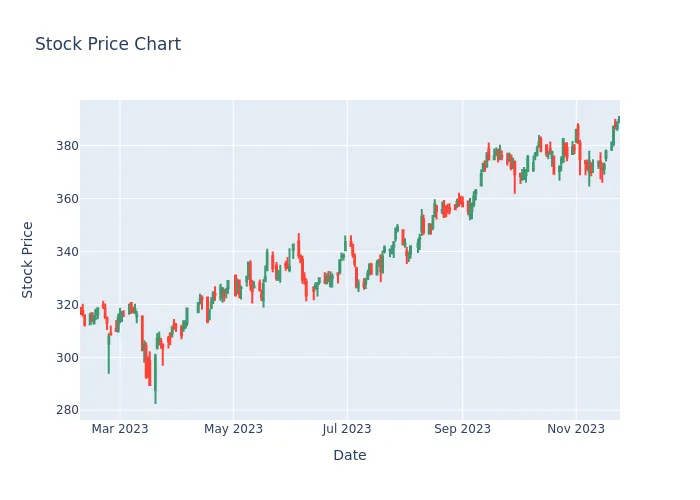 Stock Price Chart
Stock Price
380
360
340
320
300
280
Mar 2023
May 2023
Jul 2023
Sep 2023
Nov 2023
Date